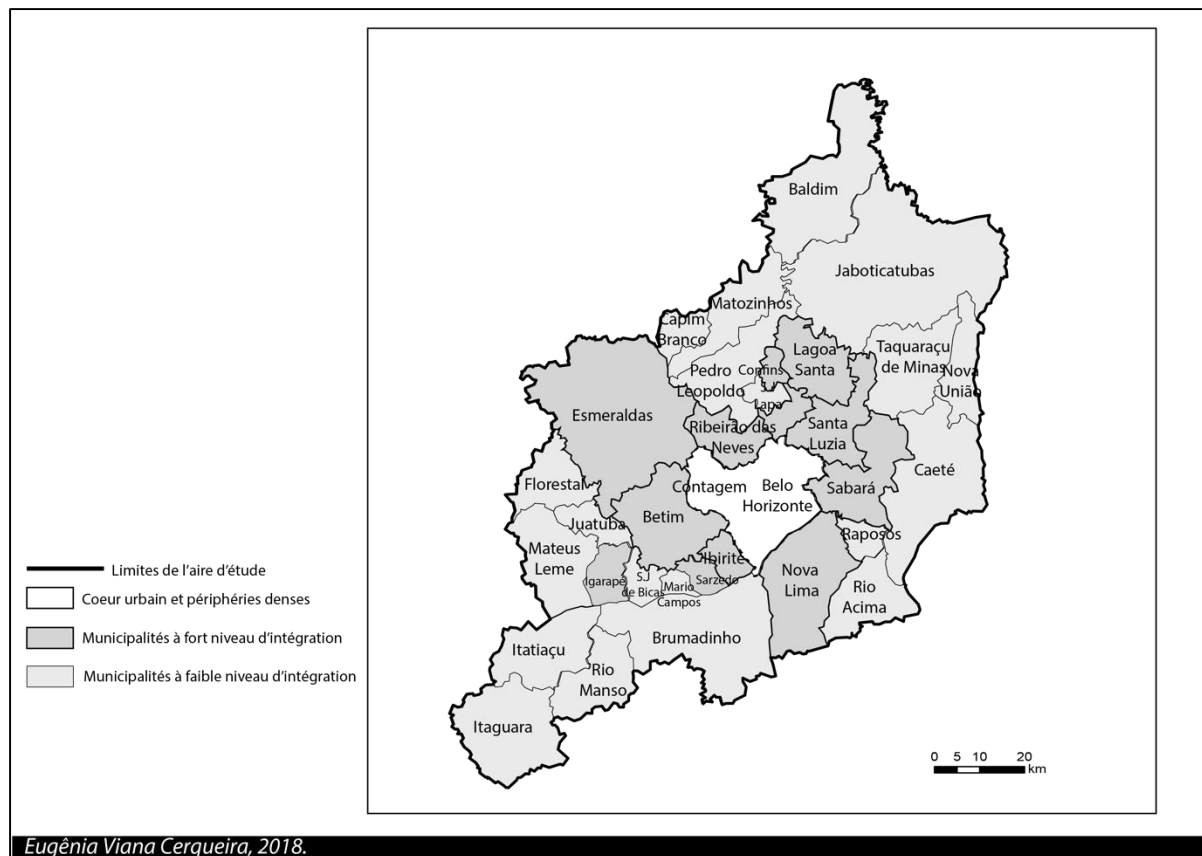 Baldim
Jaboticatubas
Matozinhos
Capim
Branco
Lagoa
Santa
Taquaraçu
de Minas
Nova
União
Pedro
Leopoldo
Confins
S.J
Lapa
Esmeraldas
Ribeirão das
Neves
Santa
Luzia
Caeté
Florestal
Contagem
Belo
Horizonte
Sabará
Betim
Juatuba
Raposos
Mateus
Leme
Ibirité
Igarapé
S.J
de Bicas
Mario
Campos
Sarzedo
Nova
Lima
Rio
Acima
Brumadinho
Itatiaçu
Rio
Manso
Itaguara
Limites de l'aire d'étude
Coeur urbain et périphéries denses
Municipalités à fort niveau d'intégration
Municipalités à faible niveau d'intégration
0 5 10 20
km
Eugênia Viana Cerqueira, 2018.